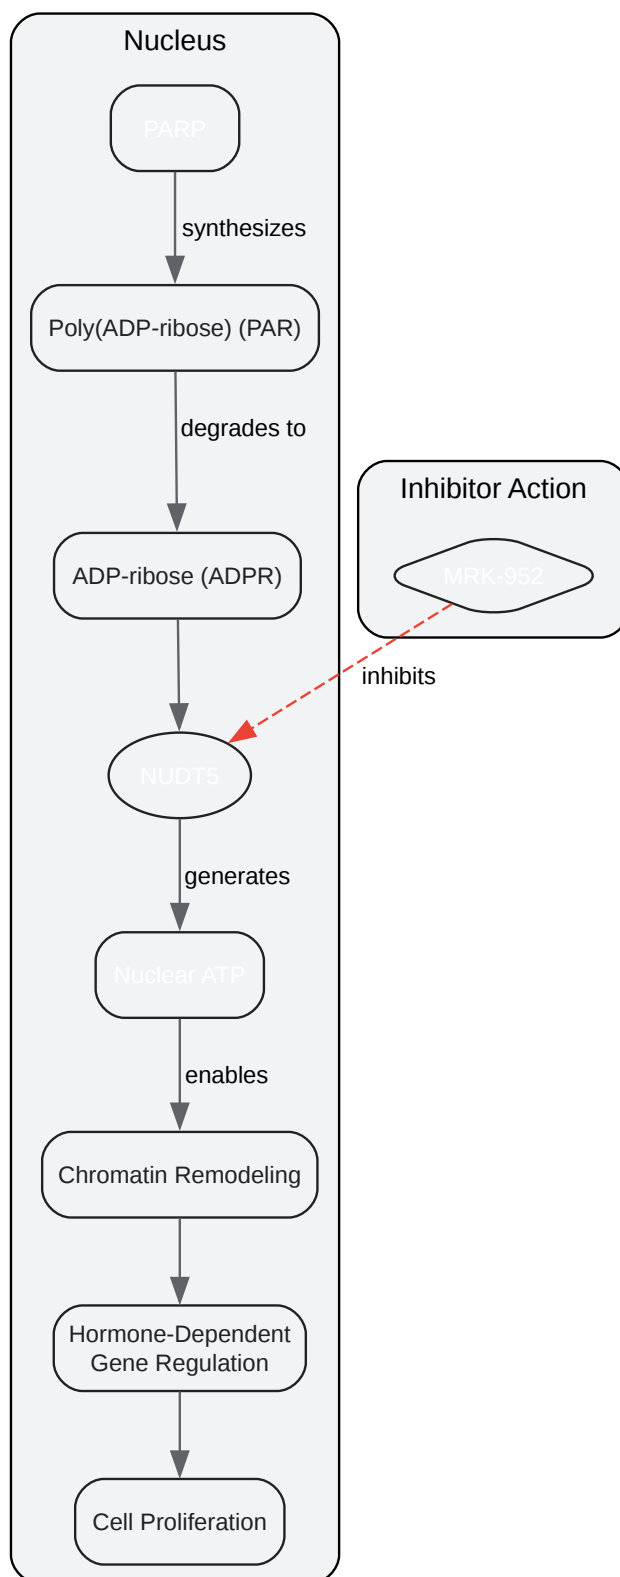 Nucleus
PARP
synthesizes
Poly(ADP-ribose) (PAR)
degrades to
Inhibitor Action
ADP-ribose (ADPR)
MRK-952
inhibits
NUDT5
generates
Nuclear ATP
enables
Chromatin Remodeling
Hormone-Dependent
Gene Regulation
Cell Proliferation